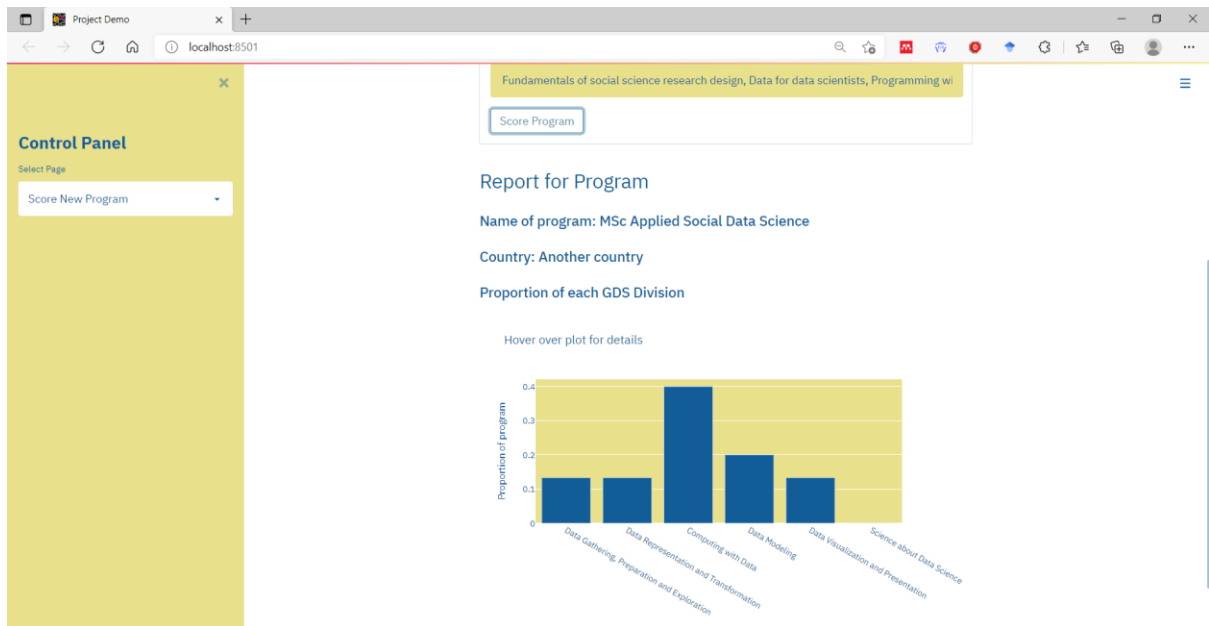 Project Demo
localhost:8501
Control Panel
Select Page
Score New Program
Fundamentals of social science research design, Data for data scientists, Programming wi
Score Program
Report for Program
Name of program: MSc Applied Social Data Science
Country: Another country
Proportion of each GDS Division
Hover over plot for details
Proportion of program
0.4
0.3
0.2
0.1
0
Data Gathering, Preparation and Exploration
Data Representation and Transformation
Computing with Data
Data Modeling
Data Visualization and Presentation
Science about Data Science